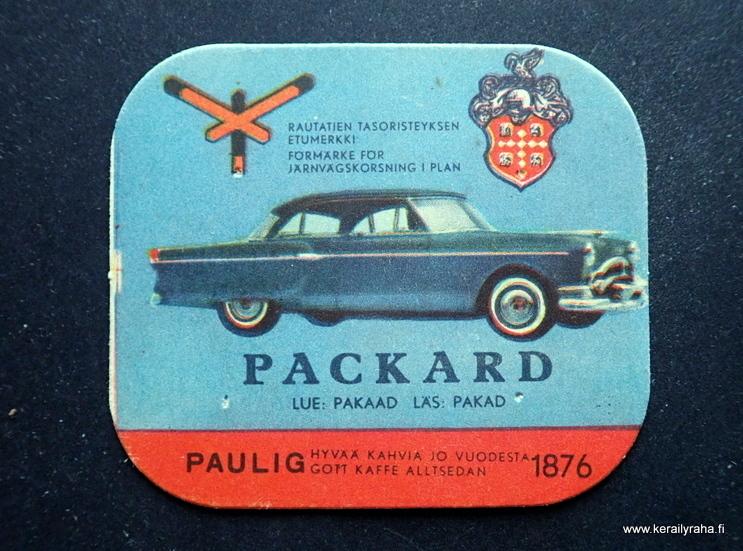 RAUTATIEN TASORISTEYKSEN
ETUMERKKI
FÖRMÄRKE FÖR
JÄRNVÄGSKORSNING I PLAN
PACKARD
LUE: PAKAAD LÄS: PAKAD
PAULIG HYVÄÄ KAHVIA JO VUODESTA 1876
GOTT KAFFE ALLTSEDAN
www.kerailyraha.fi